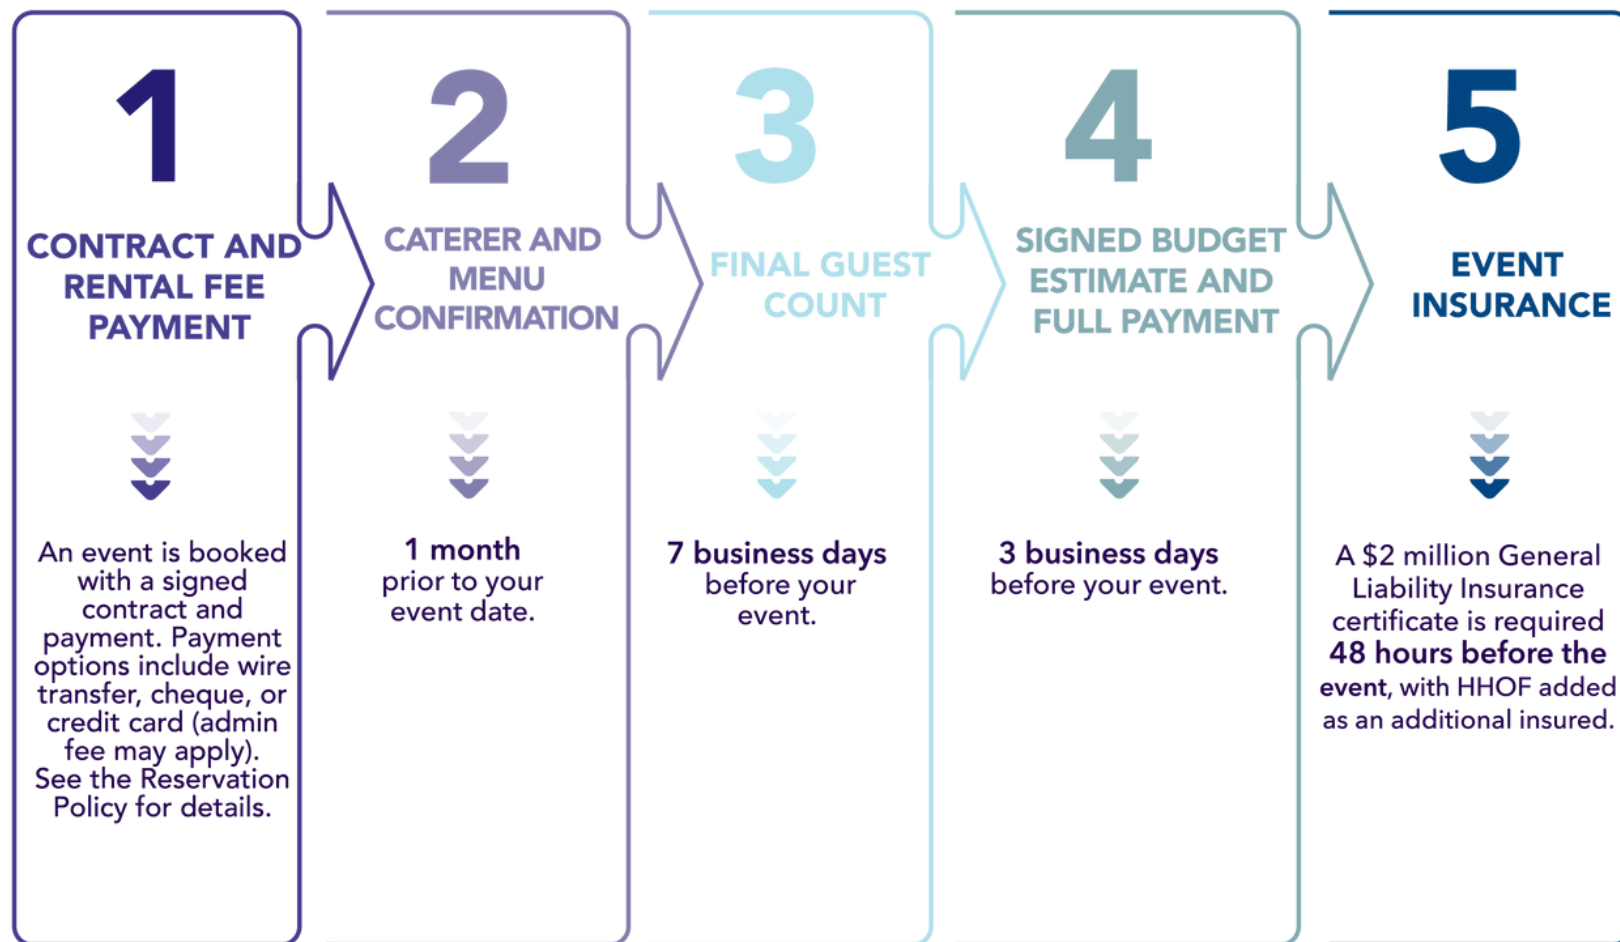 1
CONTRACT AND
RENTAL FEE
PAYMENT
An event is booked
with a signed
contract and
payment. Payment
options include wire
transfer, cheque, or
credit card (admin
fee may apply).
See the Reservation
Policy for details.
2
CATERER AND
MENU
CONFIRMATION
1 month
prior to your
event date.
3
FINAL GUEST
COUNT
7 business days
before your
event.
4
SIGNED BUDGET
ESTIMATE AND
FULL PAYMENT
3 business days
before your event.
5
EVENT
INSURANCE
A $2 million General
Liability Insurance
certificate is required
48 hours before the
event, with HHOF added
as an additional insured.